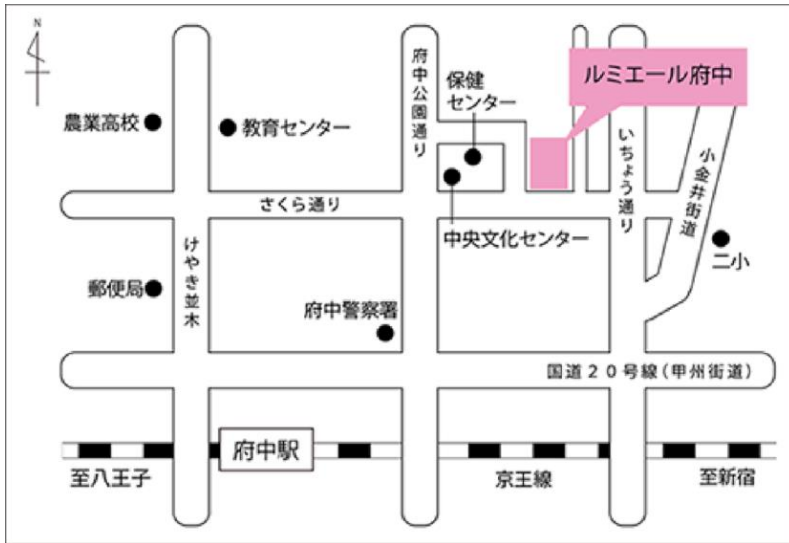 N
ルミエール府中
府中公園通り
保健
センター
農業高校
教育センター
いちょう通り
小金井街道
さくら通り
中央文化センター
二小
けやき並木
郵便局
府中警察署
国道20号線(甲州街道)
府中駅
至八王子
京王線
至新宿